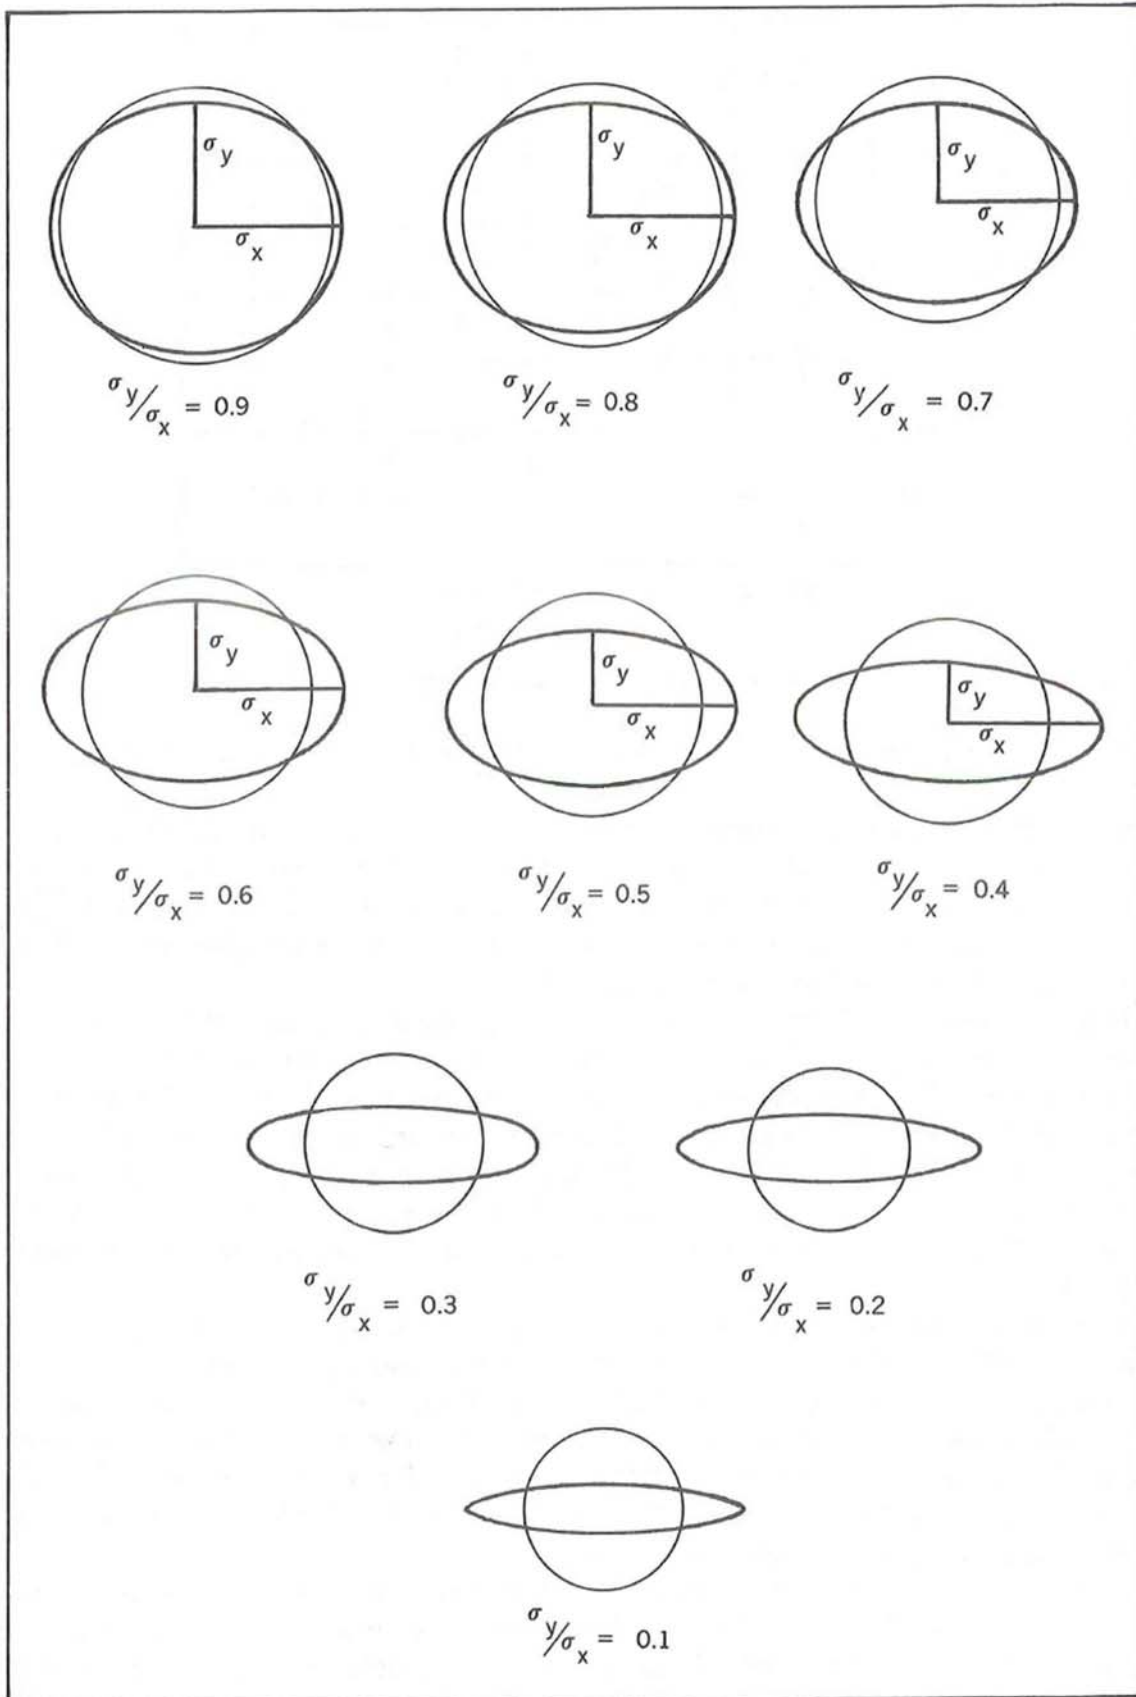 σy
σx
σy/σx = 0.9
σy
σx
σy/σx = 0.8
σy
σx
σy/σx = 0.7
σy
σx
σy/σx = 0.6
σy
σx
σy/σx = 0.5
σy
σx
σy/σx = 0.4
σy/σx = 0.3
σy/σx = 0.2
σy/σx = 0.1